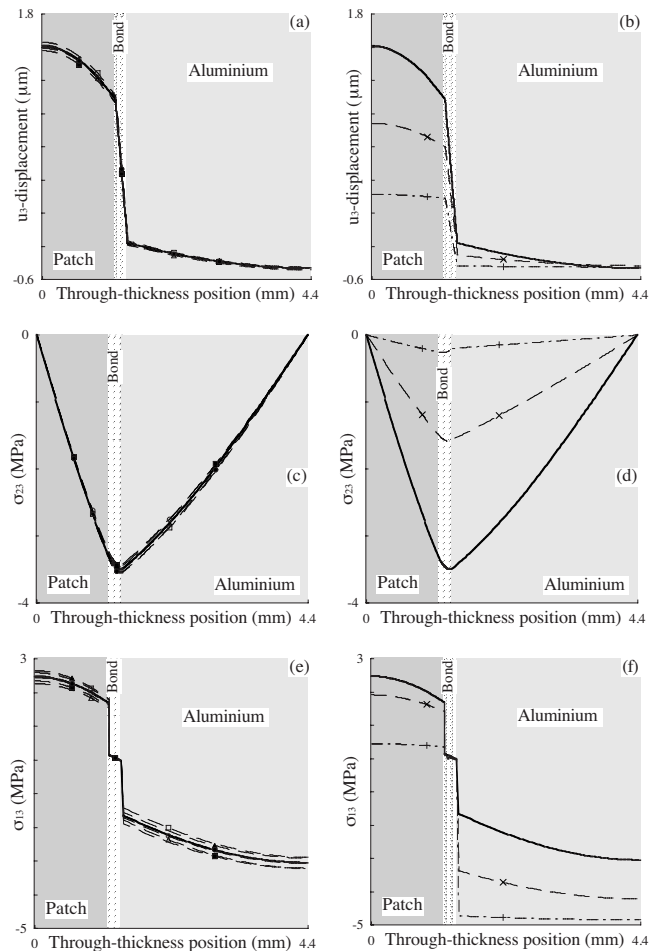 1.8
(a)
Bond
Aluminium
u3-displacement (μm)
Patch
-0.6
0
Through-thickness position (mm)
4.4
1.8
(b)
Bond
Aluminium
u3-displacement (μm)
Patch
-0.6
0
Through-thickness position (mm)
4.4
0
Bond
σ23 (MPa)
(c)
Patch
Aluminium
-4
0
Through-thickness position (mm)
4.4
0
Bond
σ23 (MPa)
(d)
Patch
Aluminium
-4
0
Through-thickness position (mm)
4.4
3
(e)
Bond
Aluminium
σ13 (MPa)
Patch
-5
0
Through-thickness position (mm)
4.4
3
(f)
Bond
Aluminium
σ13 (MPa)
Patch
-5
0
Through-thickness position (mm)
4.4